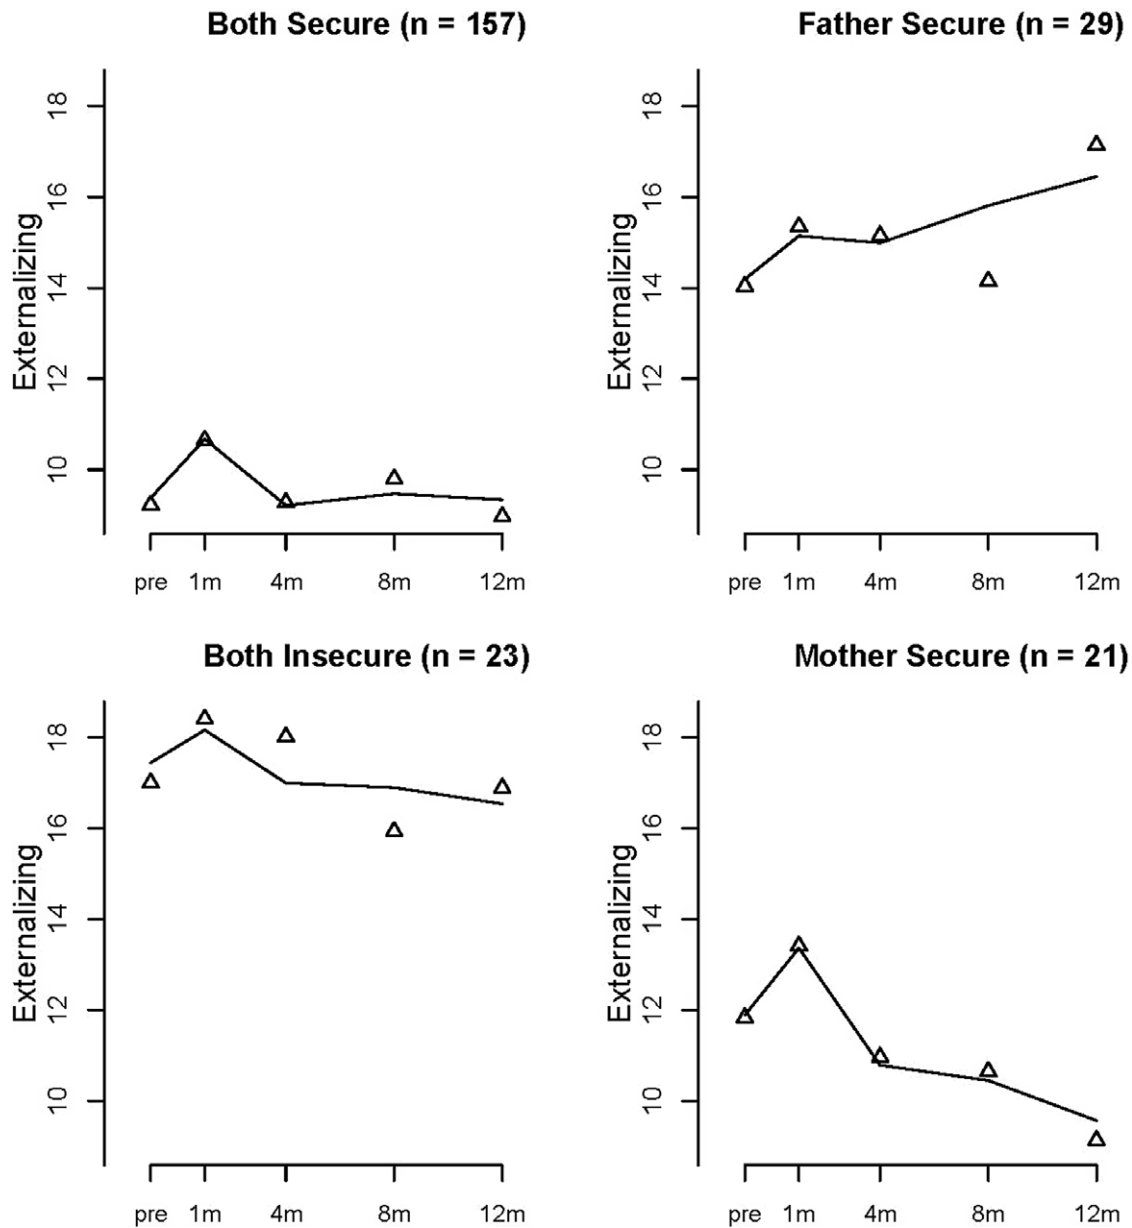 Both Secure (n = 157)
Externalizing
18
16
14
12
10
pre 1m 4m 8m 12m
Father Secure (n = 29)
Externalizing
18
16
14
12
10
pre 1m 4m 8m 12m
Both Insecure (n = 23)
Externalizing
18
16
14
12
10
pre 1m 4m 8m 12m
Mother Secure (n = 21)
Externalizing
18
16
14
12
10
pre 1m 4m 8m 12m